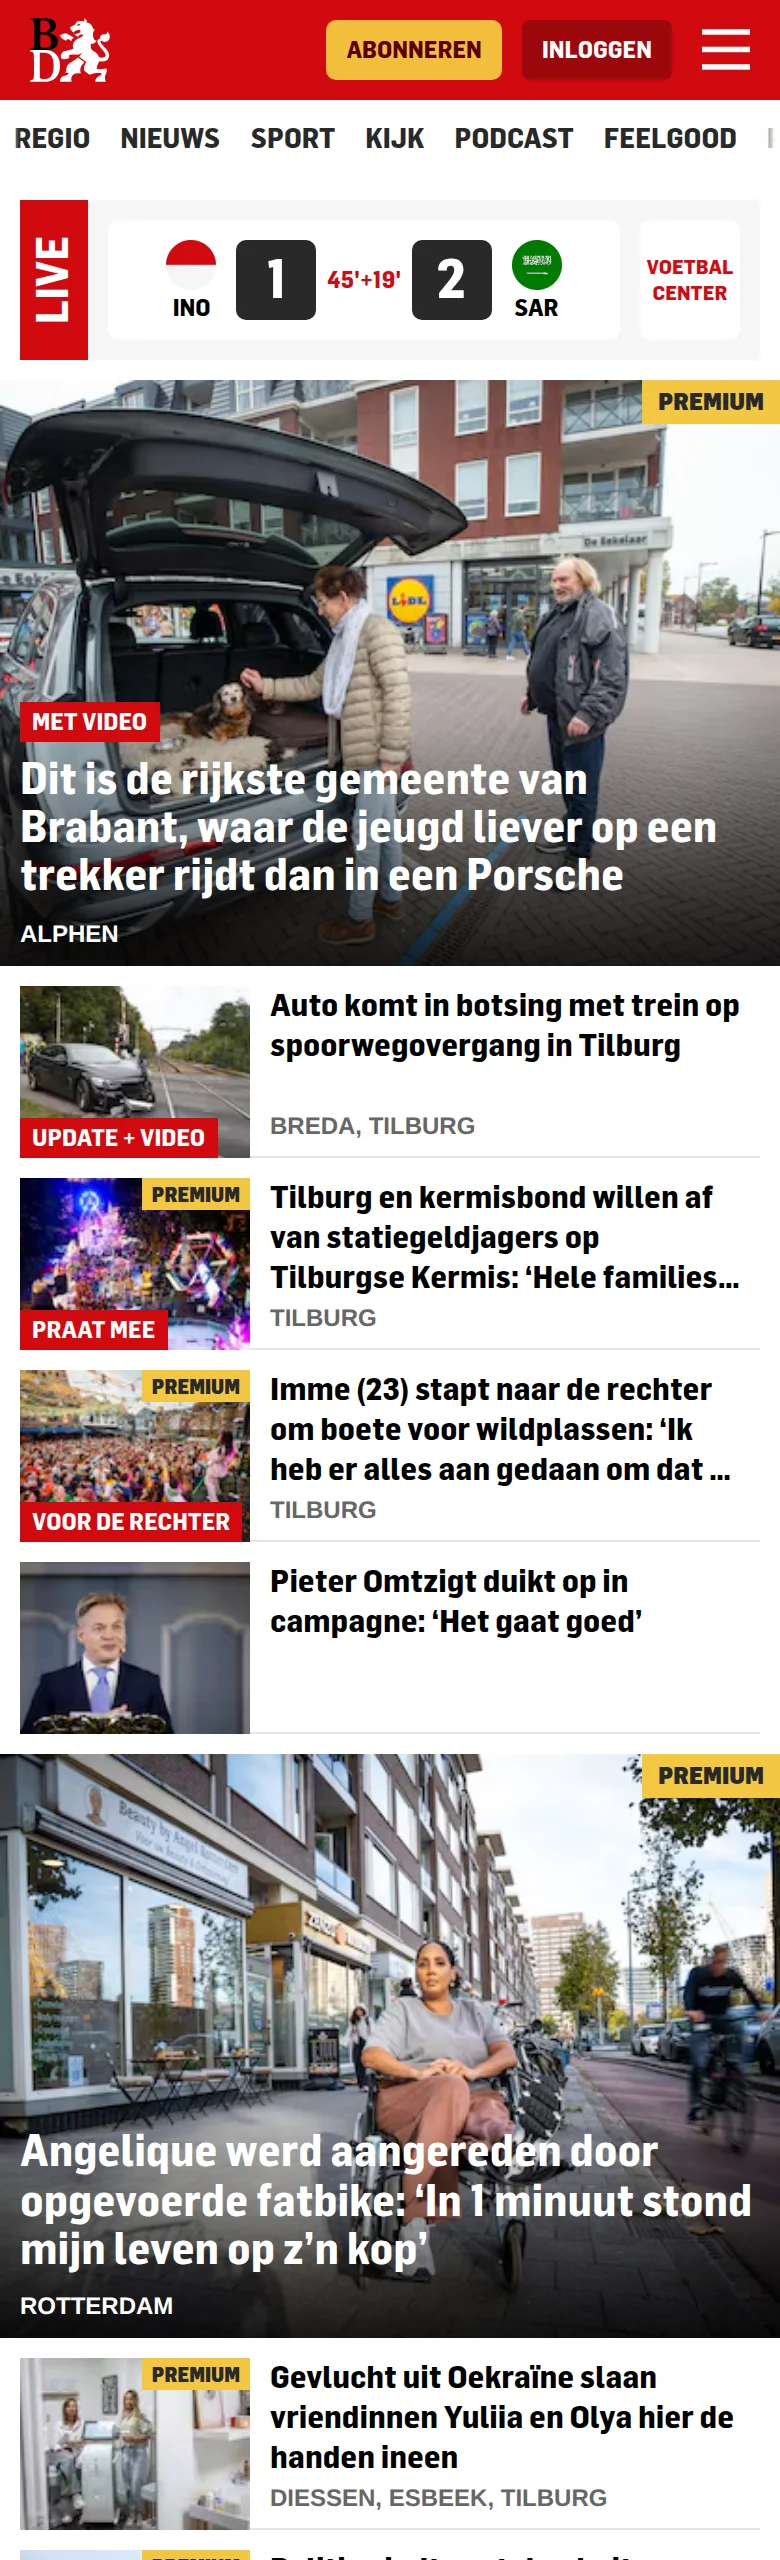 BD
ABONNEREN
INLOGGEN
REGIO NIEUWS SPORT KIJK PODCAST FEELGOOD
LIVE
INO
1
45'+19'
2
SAR
VOETBAL
CENTER
PREMIUM
De Eekelaar
LIDL
MET VIDEO
Dit is de rijkste gemeente van
Brabant, waar de jeugd liever op een
trekker rijdt dan in een Porsche
ALPHEN
Auto komt in botsing met trein op
spoorwegovergang in Tilburg
UPDATE + VIDEO
BREDA, TILBURG
PREMIUM
Tilburg en kermisbond willen af
van statiegeldjagers op
Tilburgse Kermis: ‘Hele families...
PRAAT MEE
TILBURG
PREMIUM
Imme (23) stapt naar de rechter
om boete voor wildplassen: ‘Ik
heb er alles aan gedaan om dat ...
VOOR DE RECHTER
TILBURG
Pieter Omtzigt duikt op in
campagne: ‘Het gaat goed’
PREMIUM
Beauty by Angel
Angelique werd aangereden door
opgevoerde fatbike: ‘In 1 minuut stond
mijn leven op z’n kop’
ROTTERDAM
PREMIUM
Gevlucht uit Oekraïne slaan
vriendinnen Yuliia en Olya hier de
handen ineen
DIESSEN, ESBEEK, TILBURG